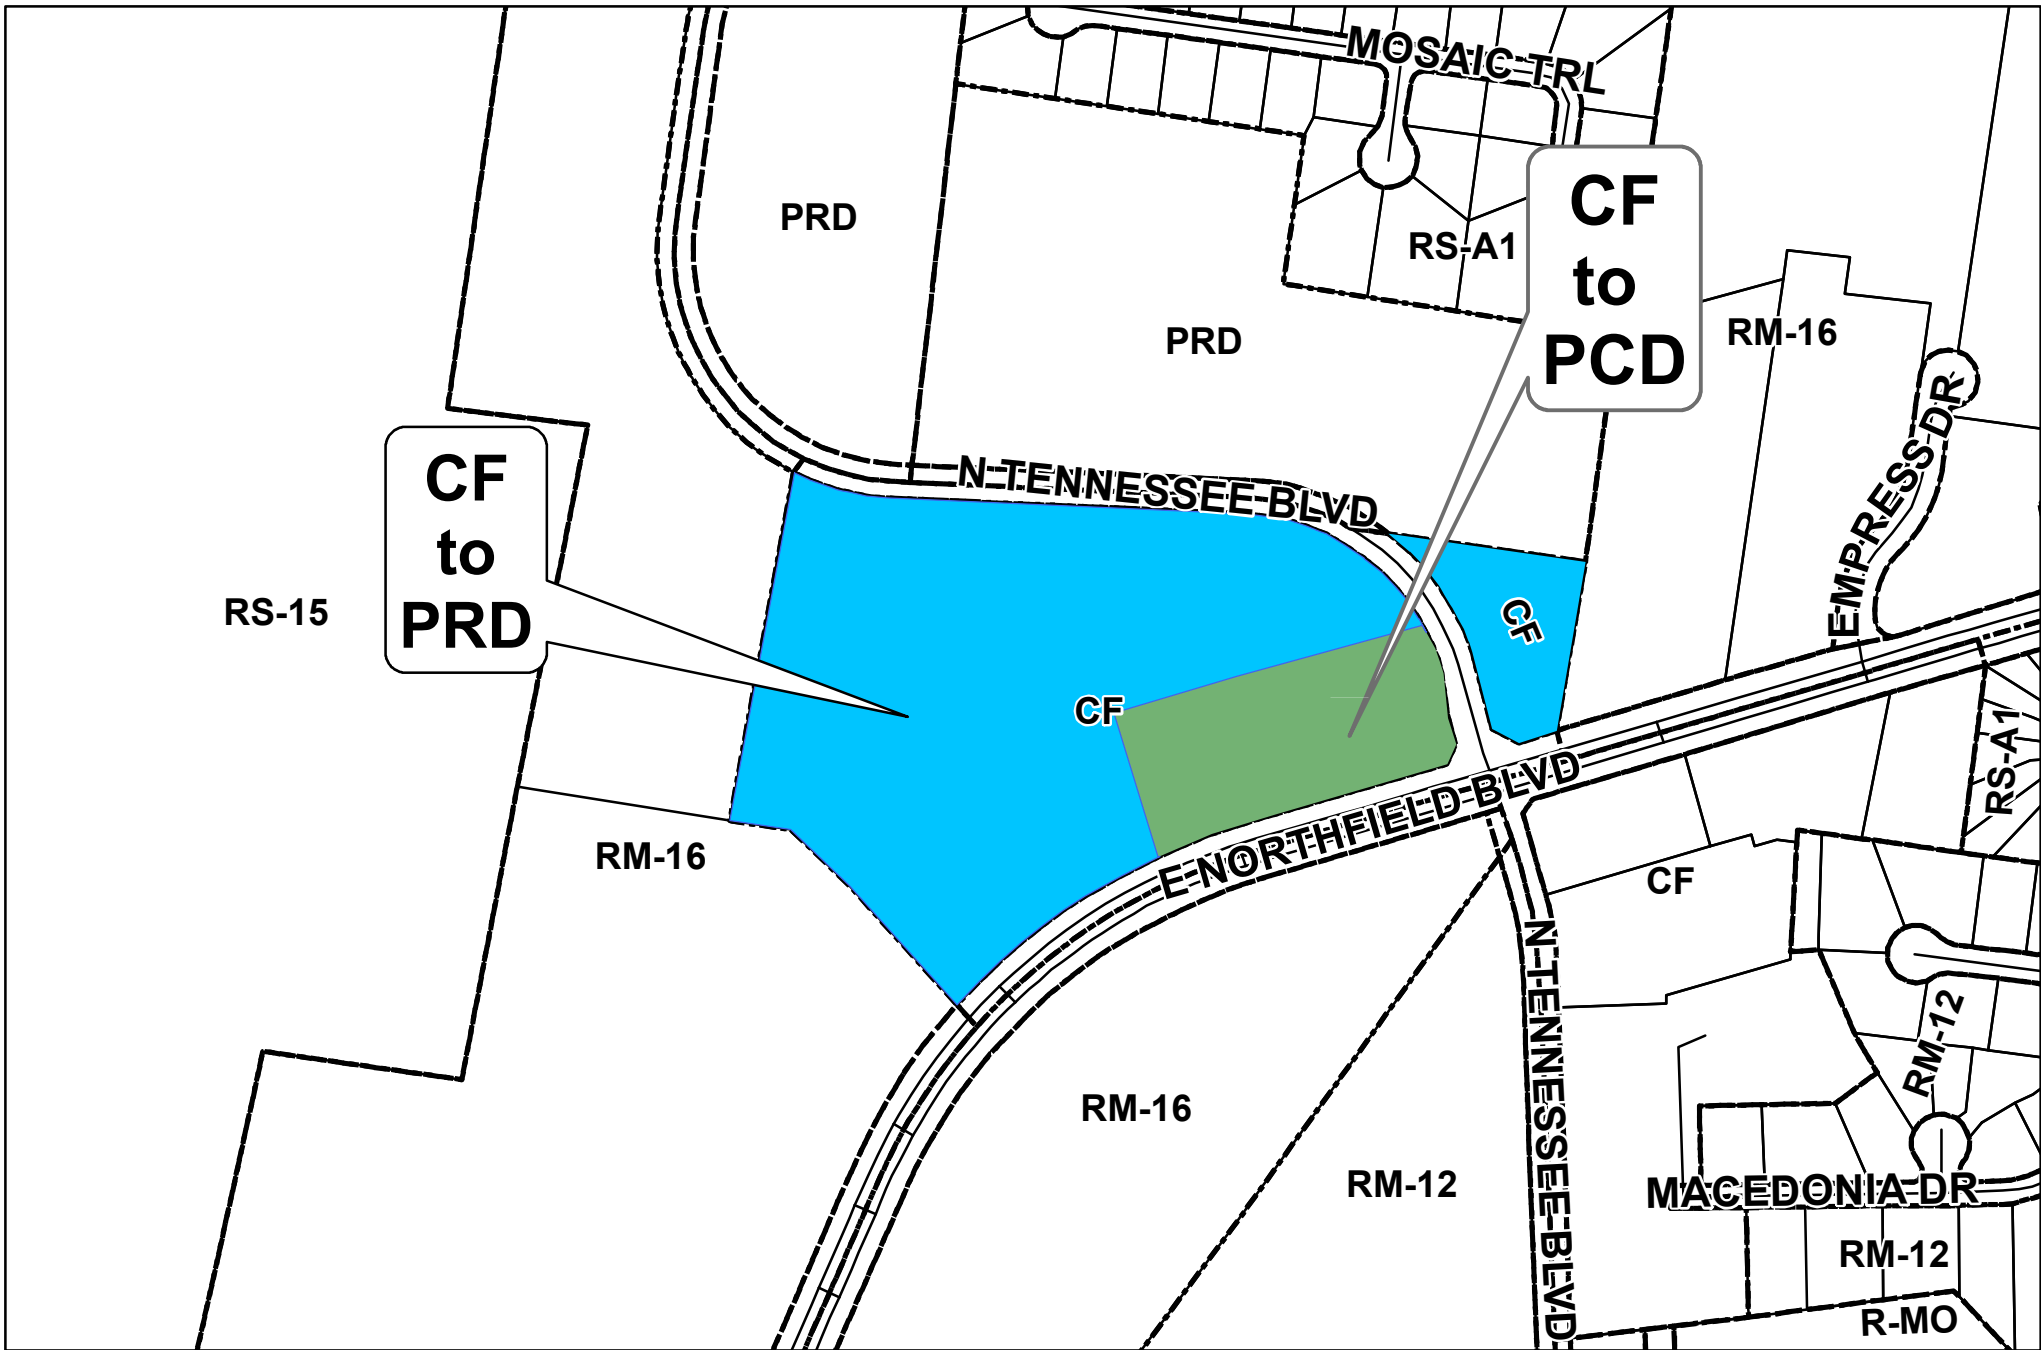 MOSAIC TRL
PRD
RS-A1
CF
to
PCD
PRD
RM-16
EMPRESS DR
N TENNESSEE BLVD
CF
to
PRD
RS-15
CF
CF
RS-A1
E NORTHFIELD BLVD
RM-16
CF
N TENNESSEE BLVD
RM-12
RM-16
RM-12
MACEDONIA DR
RM-12
R-MO